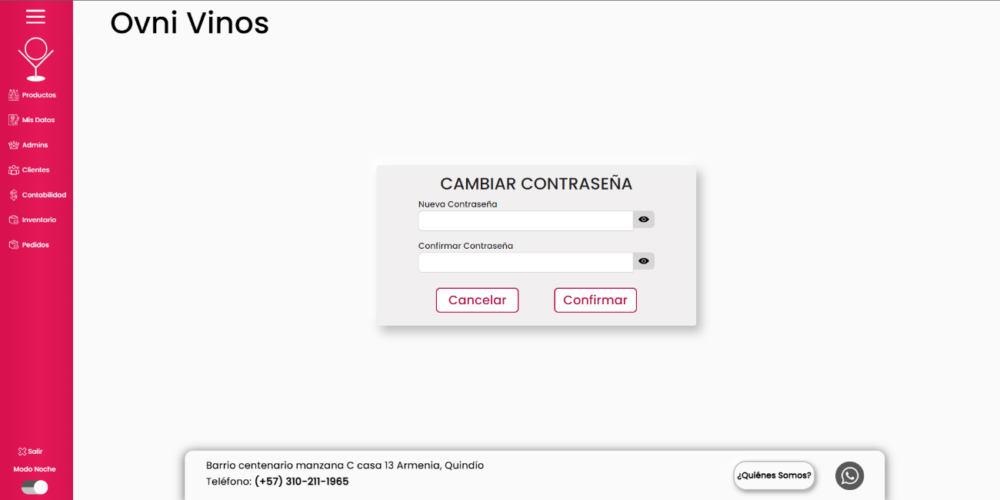 Ovni Vinos
Productos
Mis Datos
Admins
Clientes
Contabilidad
Inventario
Pedidos
Salir
Modo Noche
CAMBIAR CONTRASEÑA
Nueva Contraseña
Confirmar Contraseña
Cancelar
Confirmar
Barrio centenario manzana C casa 13 Armenia, Quindío
Teléfono: (+57) 310-211-1965
¿Quiénes Somos?